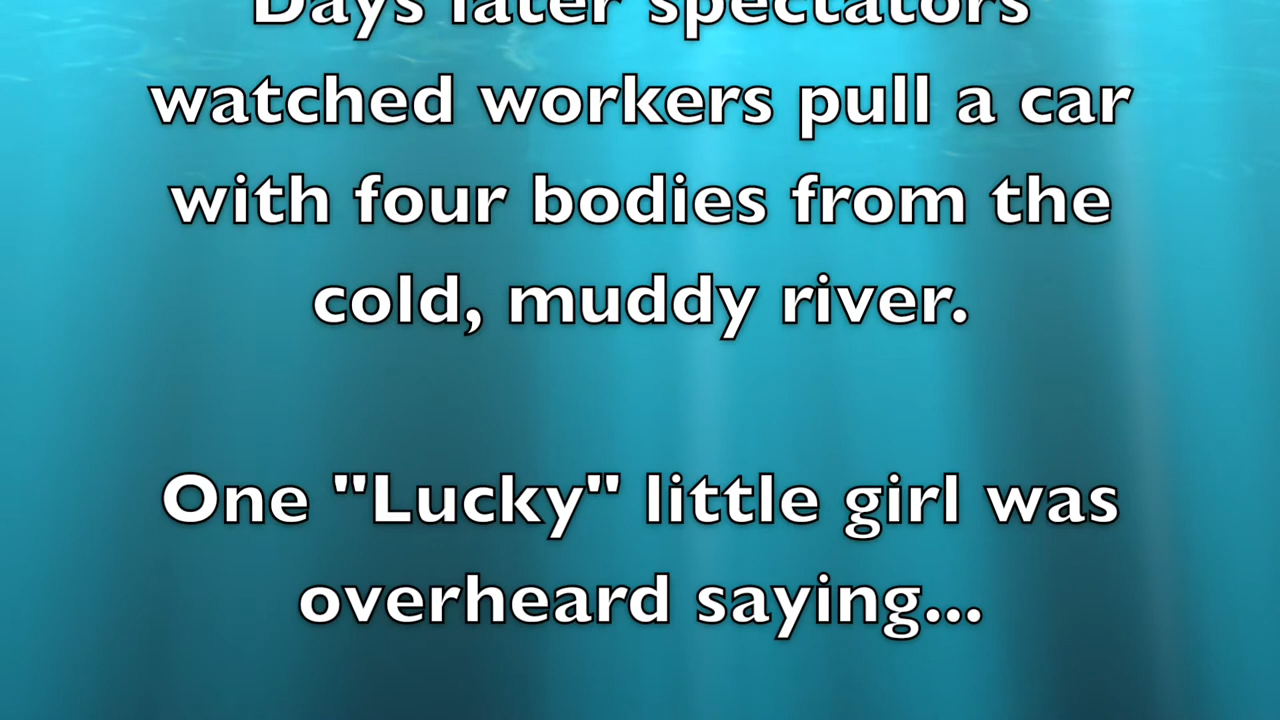 Days later spectators
watched workers pull a car
with four bodies from the
cold, muddy river.
One "Lucky" little girl was
overheard saying...